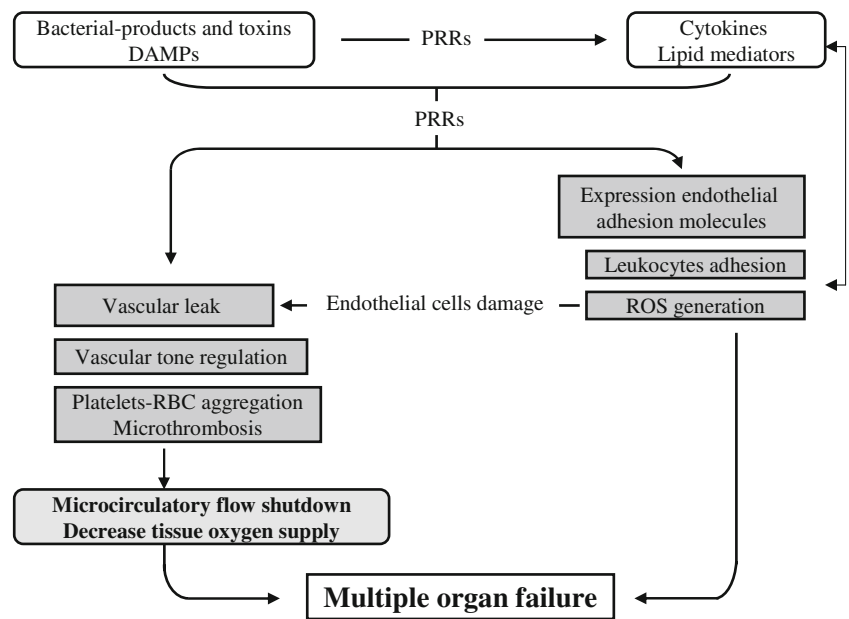 Bacterial-products and toxins
DAMPs
PRRs
Cytokines
Lipid mediators
PRRs
Expression endothelial
adhesion molecules
Leukocytes adhesion
Vascular leak
Endothelial cells damage
ROS generation
Vascular tone regulation
Platelets-RBC aggregation
Microthrombosis
Microcirculatory flow shutdown
Decrease tissue oxygen supply
Multiple organ failure